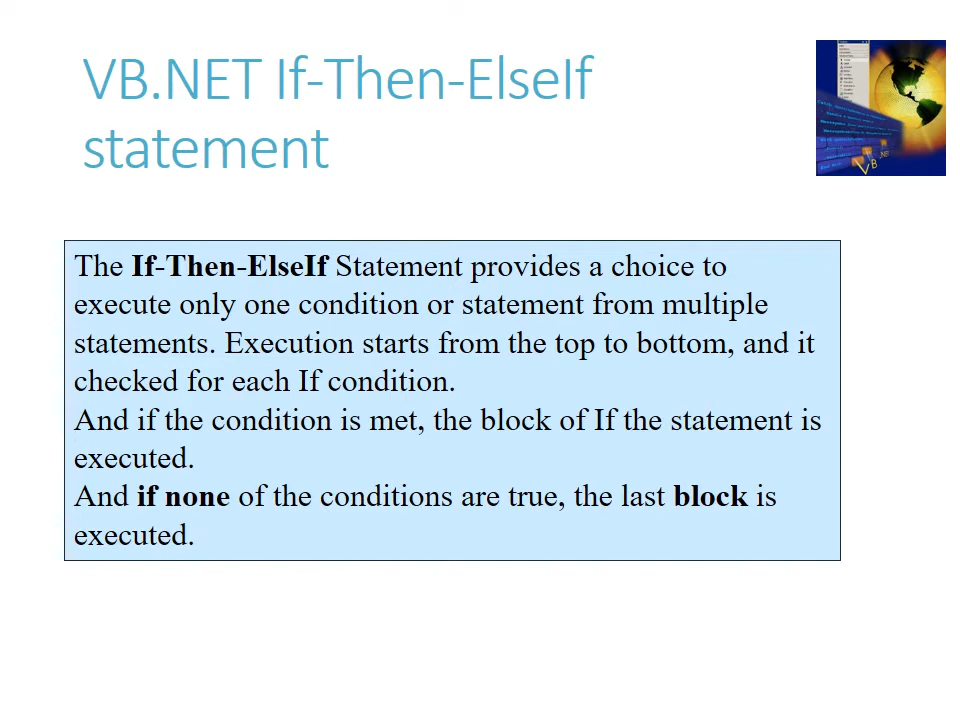 VB.NET If-Then-ElseIf
statement
The If-Then-ElseIf Statement provides a choice to
execute only one condition or statement from multiple
statements. Execution starts from the top to bottom, and it
checked for each If condition.
And if the condition is met, the block of If the statement is
executed.
And if none of the conditions are true, the last block is
executed.
VB .NET